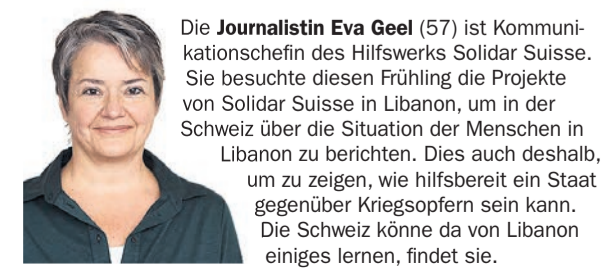 Die Journalistin Eva Geel (57) ist Kommuni-
kationschefin des Hilfswerks Solidar Suisse.
Sie besuchte diesen Frühling die Projekte
von Solidar Suisse in Libanon, um in der
Schweiz über die Situation der Menschen in
Libanon zu berichten. Dies auch deshalb,
um zu zeigen, wie hilfsbereit ein Staat
gegenüber Kriegsopfern sein kann.
Die Schweiz könne da von Libanon
einiges lernen, findet sie.